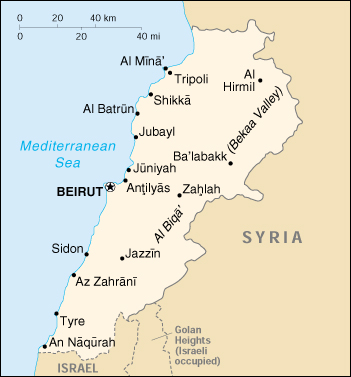 0 20 40 km
0 20 40 mi
Al Mīnā'
Tripoli
Al
Hirmil
Shikkā
Al Batrūn
Jubayl
Mediterranean
Sea
Ba'labakk
(Bekaa Valley)
Jūniyah
BEIRUT
Anţilyās
Zaḩlah
Al Biqā'
SYRIA
Sidon
Jazzīn
Az Zahrānī
Tyre
Golan
Heights
(Israeli
occupied)
An Nāqūrah
ISRAEL